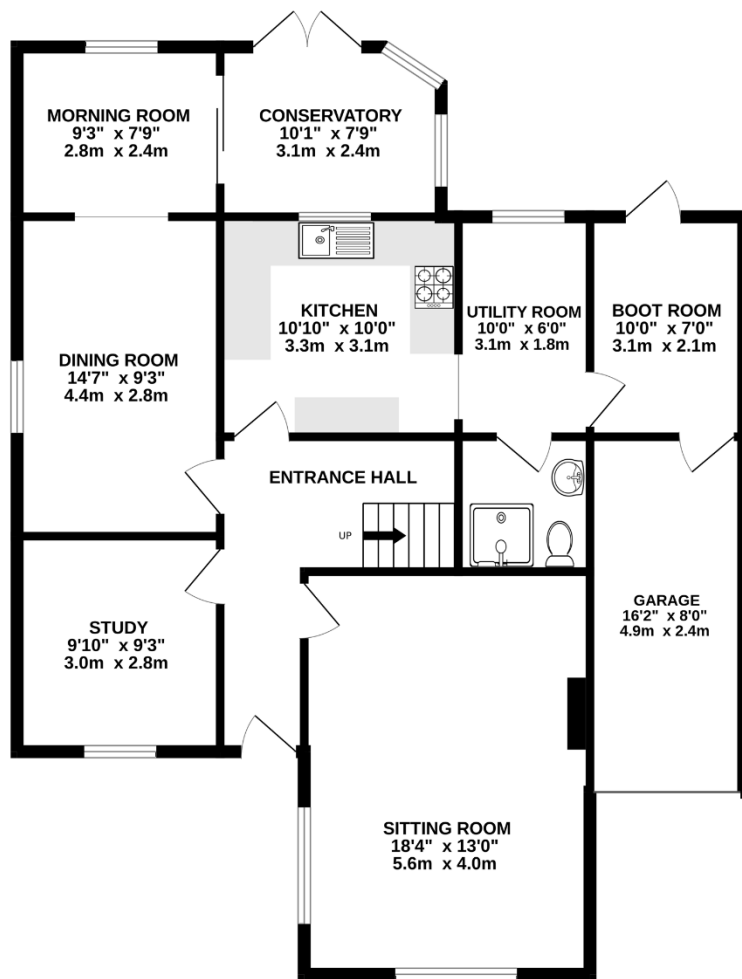 MORNING ROOM
9'3" x 7'9"
2.8m x 2.4m
CONSERVATORY
10'1" x 7'9"
3.1m x 2.4m
KITCHEN
10'10" x 10'0"
3.3m x 3.1m
UTILITY ROOM
10'0" x 6'0"
3.1m x 1.8m
BOOT ROOM
10'0" x 7'0"
3.1m x 2.1m
DINING ROOM
14'7" x 9'3"
4.4m x 2.8m
ENTRANCE HALL
UP
STUDY
9'10" x 9'3"
3.0m x 2.8m
GARAGE
16'2" x 8'0"
4.9m x 2.4m
SITTING ROOM
18'4" x 13'0"
5.6m x 4.0m